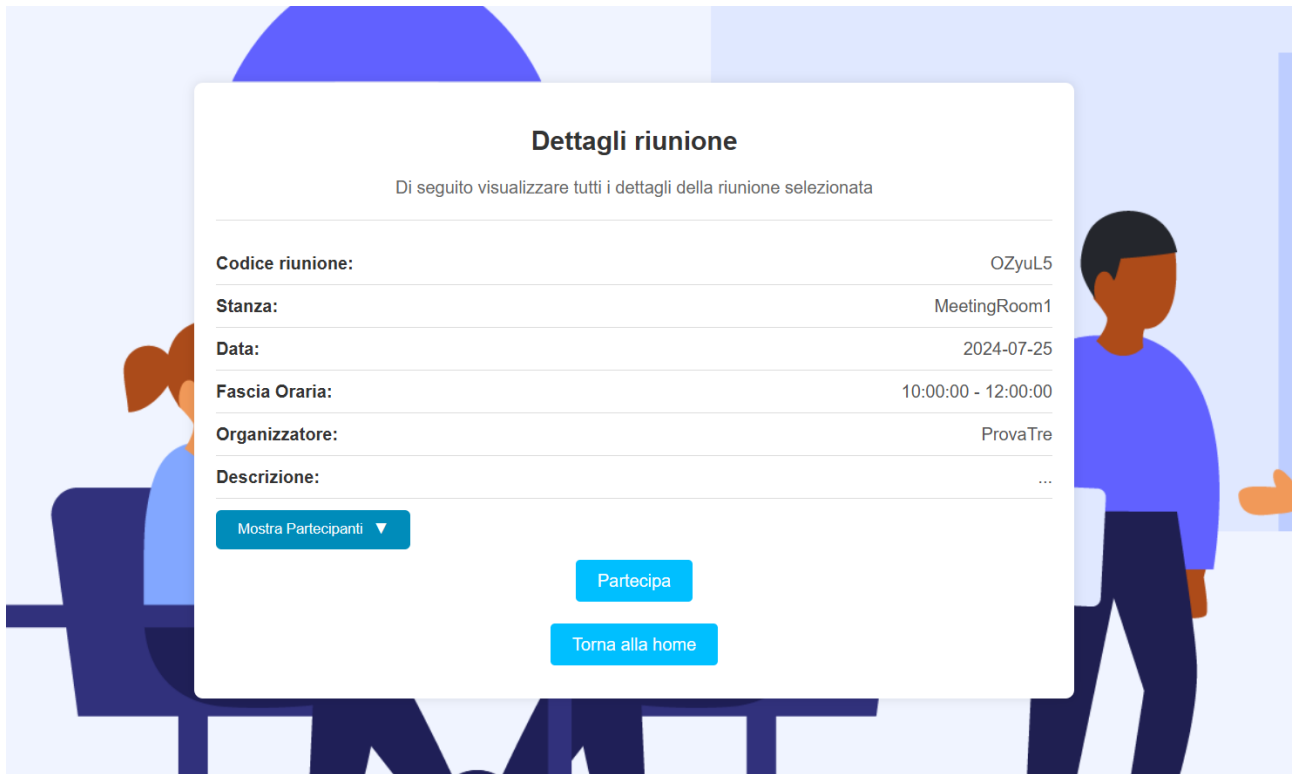 Dettagli riunione
Di seguito visualizzare tutti i dettagli della riunione selezionata
Codice riunione: OZyuL5
Stanza: MeetingRoom1
Data: 2024-07-25
Fascia Oraria: 10:00:00 - 12:00:00
Organizzatore: ProvaTre
Descrizione: ...
Mostra Partecipanti ▼
Partecipa
Torna alla home